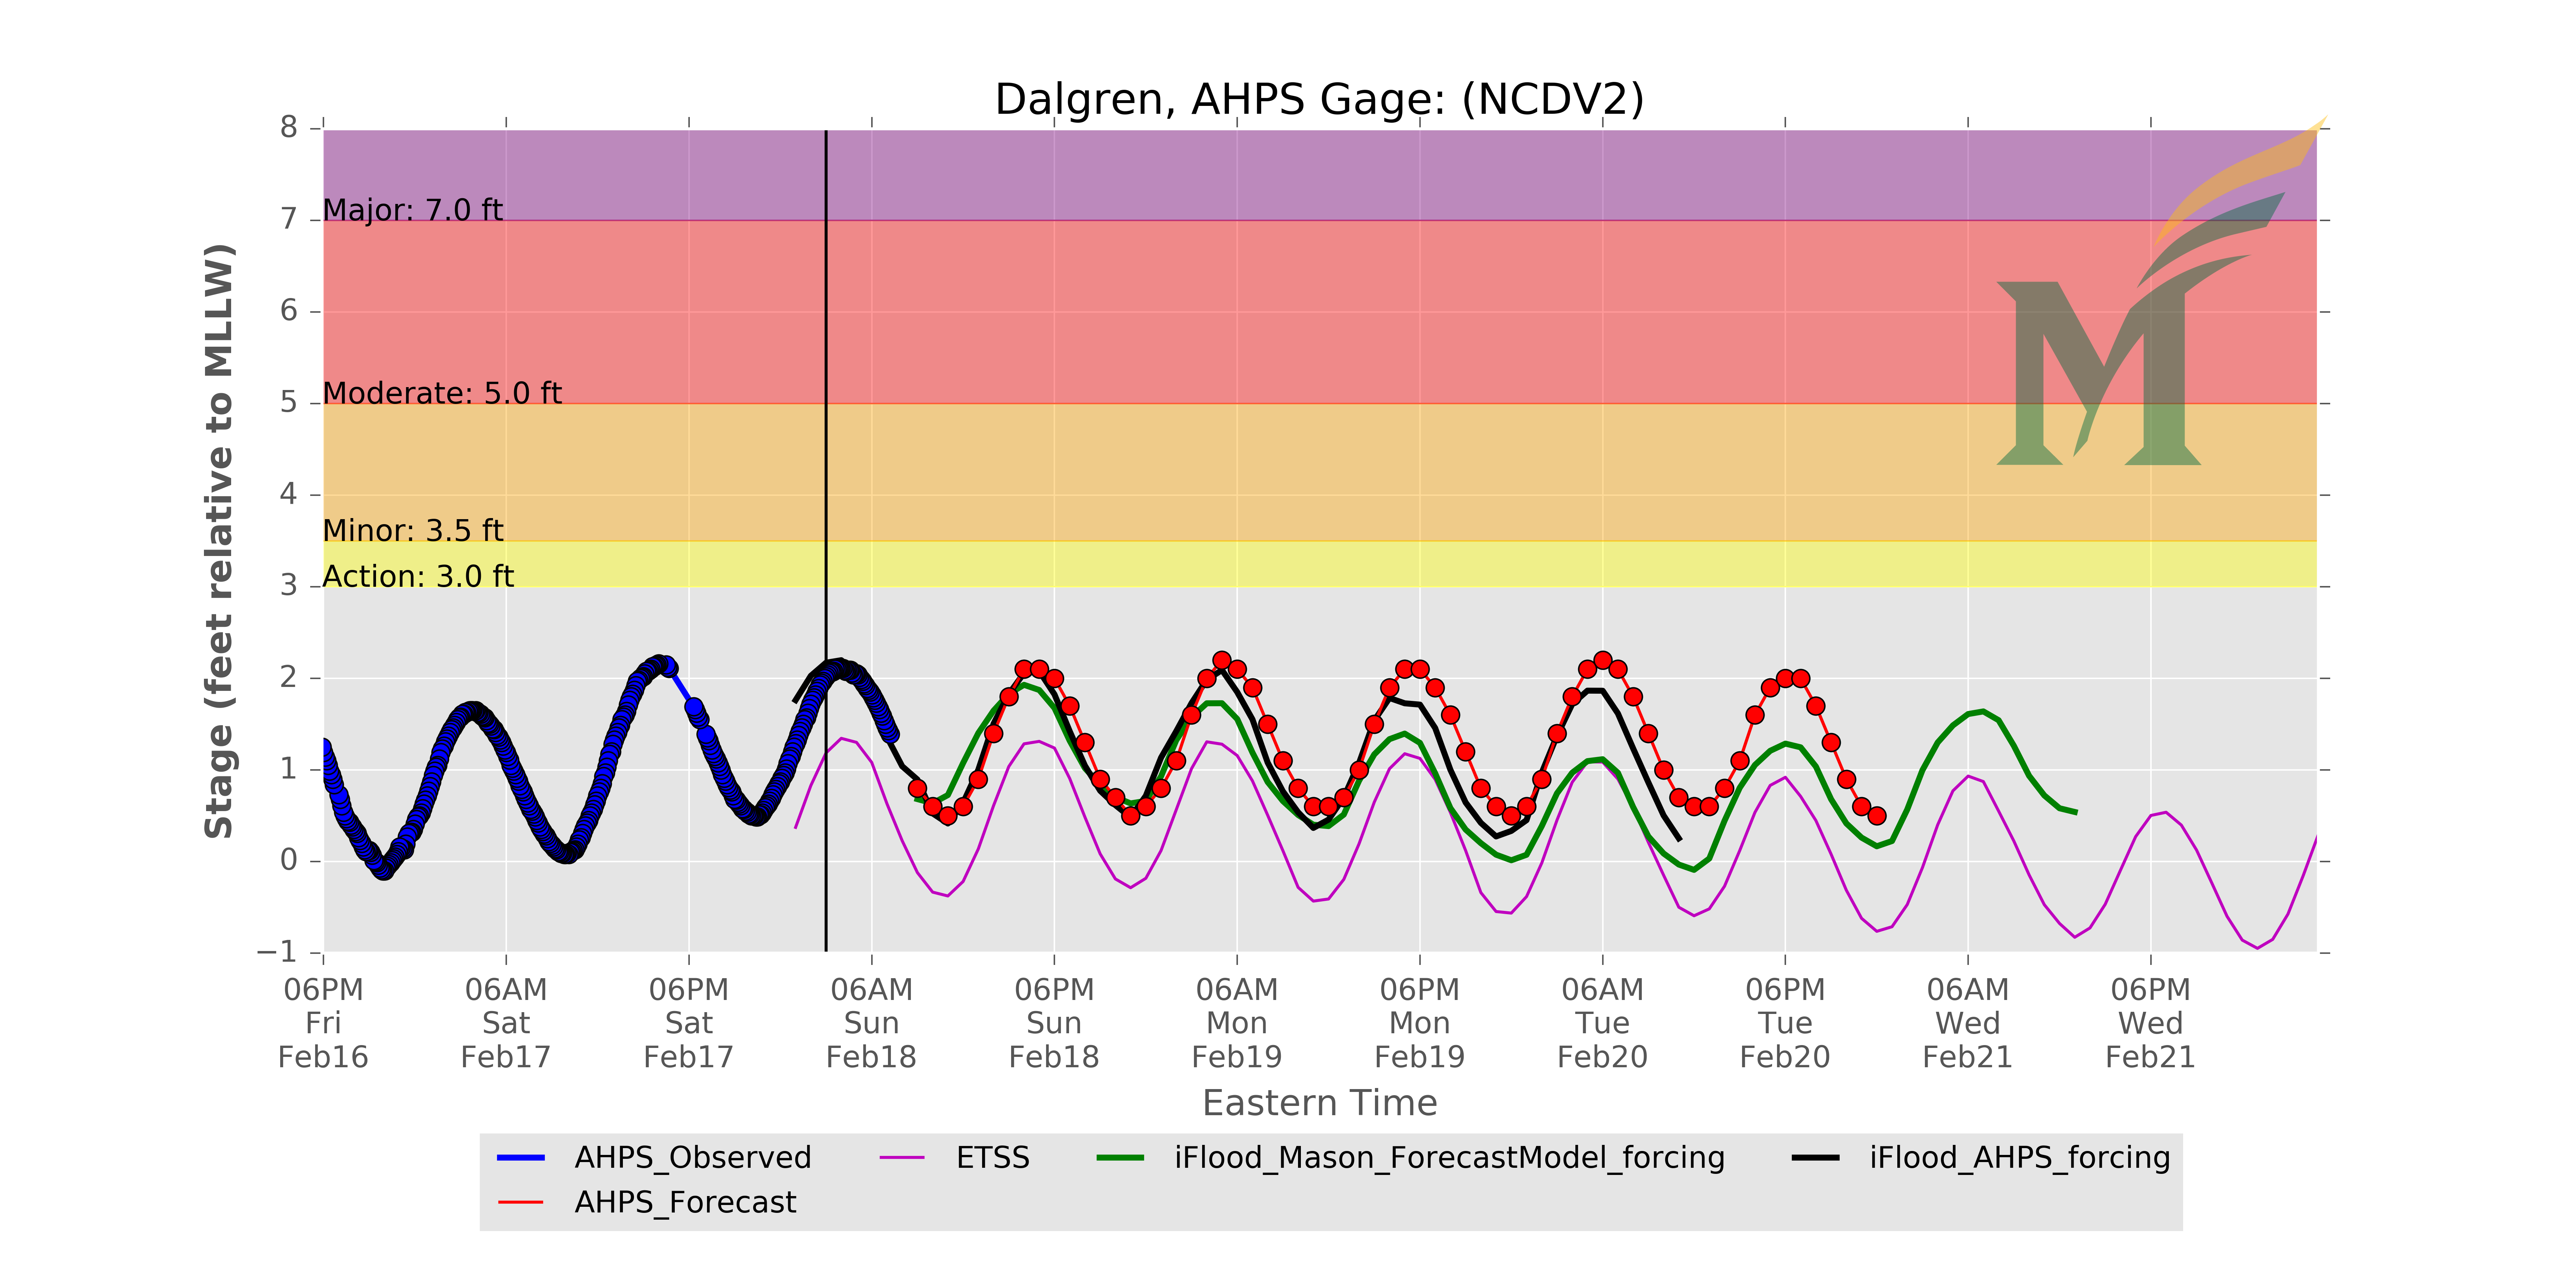 Dalgren, AHPS Gage: (NCDV2)
8
7
6
5
4
3
2
1
0
−1
Stage (feet relative to MLLW)
Major: 7.0 ft
Moderate: 5.0 ft
Minor: 3.5 ft
Action: 3.0 ft
M
06PM 06AM 06PM 06AM 06PM 06AM 06PM 06AM 06PM 06AM 06PM
Fri Sat Sat Sun Sun Mon Mon Tue Tue Wed Wed
Feb16 Feb17 Feb17 Feb18 Feb18 Feb19 Feb19 Feb20 Feb20 Feb21 Feb21
Eastern Time
AHPS_Observed ETSS iFlood_Mason_ForecastModel_forcing iFlood_AHPS_forcing
AHPS_Forecast